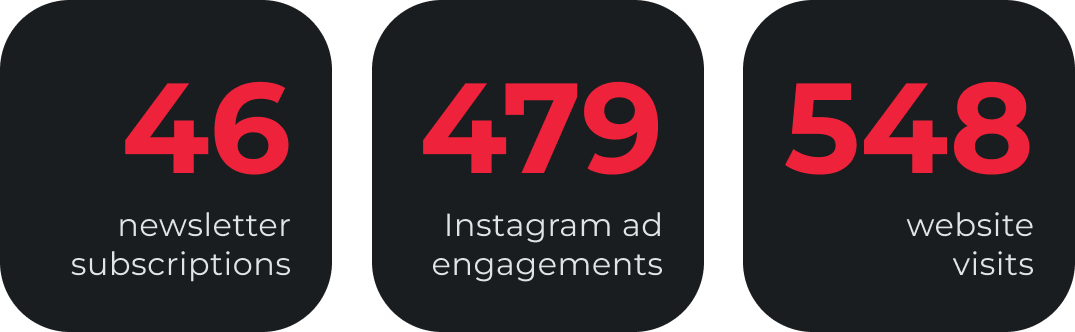 46
newsletter
subscriptions
479
Instagram ad
engagements
548
website
visits